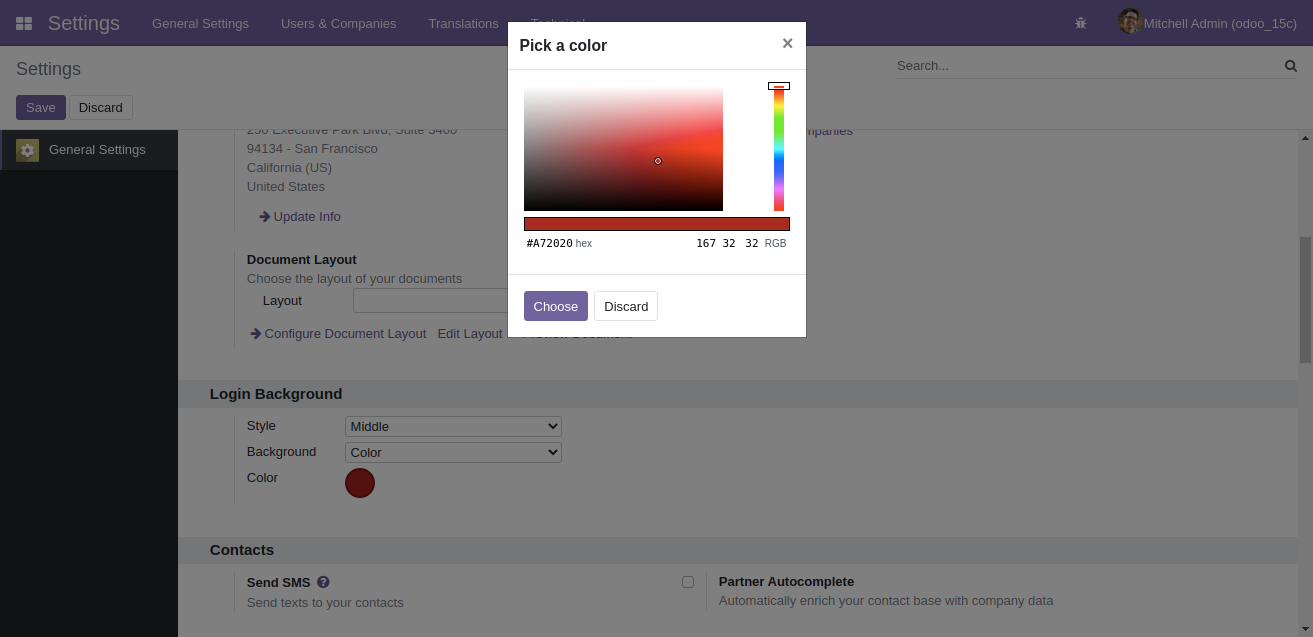 Settings
General Settings
Users & Companies
Translations
Technical
Mitchell Admin (odoo_15c)
Settings
Search...
Save
Discard
General Settings
Pick a color
×
#A72020 hex
167 32 32 RGB
Choose
Discard
250 Executive Park Blvd, Suite 3400
94134 - San Francisco
California (US)
United States
Update Info
Document Layout
Choose the layout of your documents
Layout
Configure Document Layout
Edit Layout
Login Background
Style
Middle
Background
Color
Color
Contacts
Send SMS ?
Send texts to your contacts
Partner Autocomplete
Automatically enrich your contact base with company data